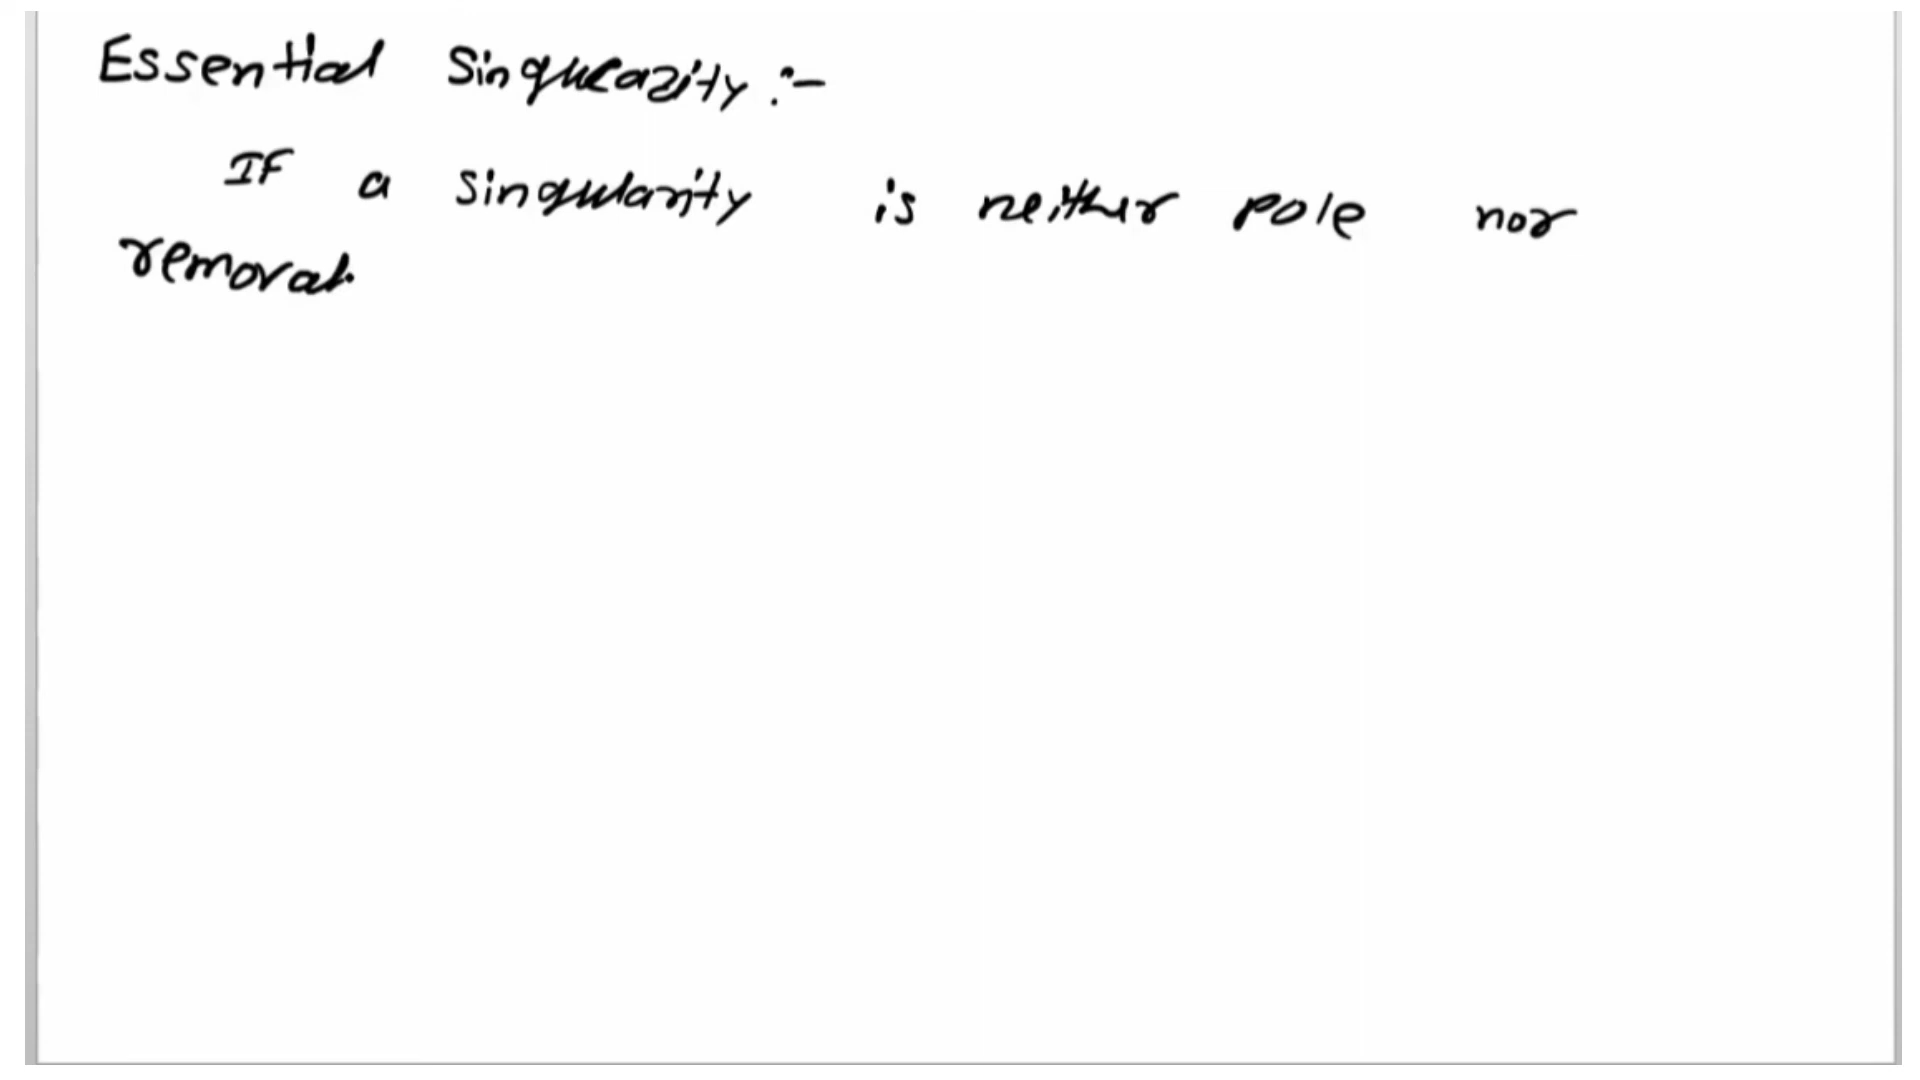 Essential Singularity :-
IF a singularity is neither pole nor
removal.